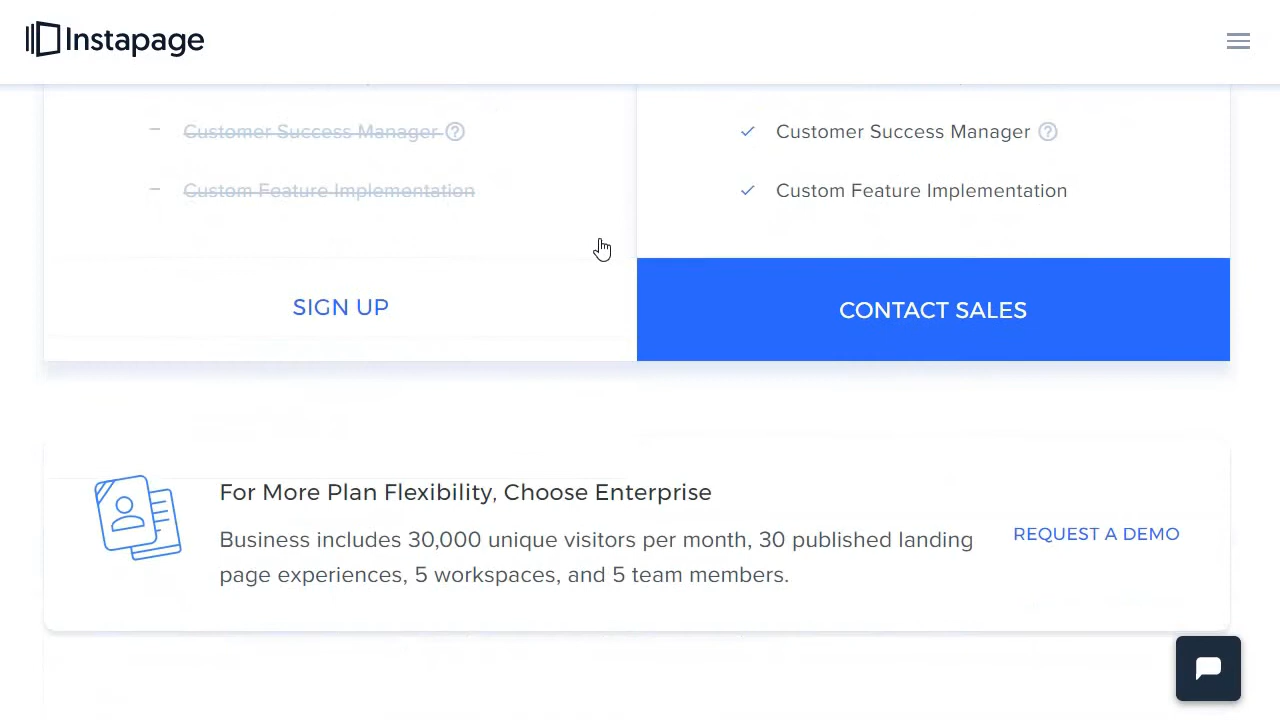 Instapage
Customer Success Manager ?
Customer Success Manager ?
Custom Feature Implementation
Custom Feature Implementation
SIGN UP
CONTACT SALES
For More Plan Flexibility, Choose Enterprise
Business includes 30,000 unique visitors per month, 30 published landing
page experiences, 5 workspaces, and 5 team members.
REQUEST A DEMO